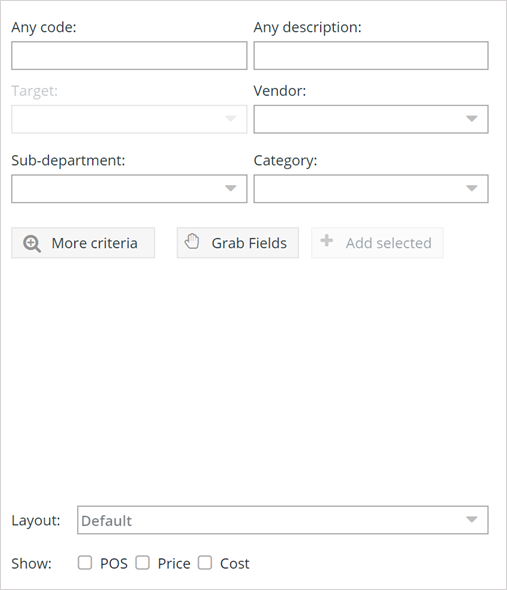 Any code: Any description:
Target: Vendor:
Sub-department: Category:
More criteria Grab Fields Add selected
Layout: Default
Show: POS Price Cost